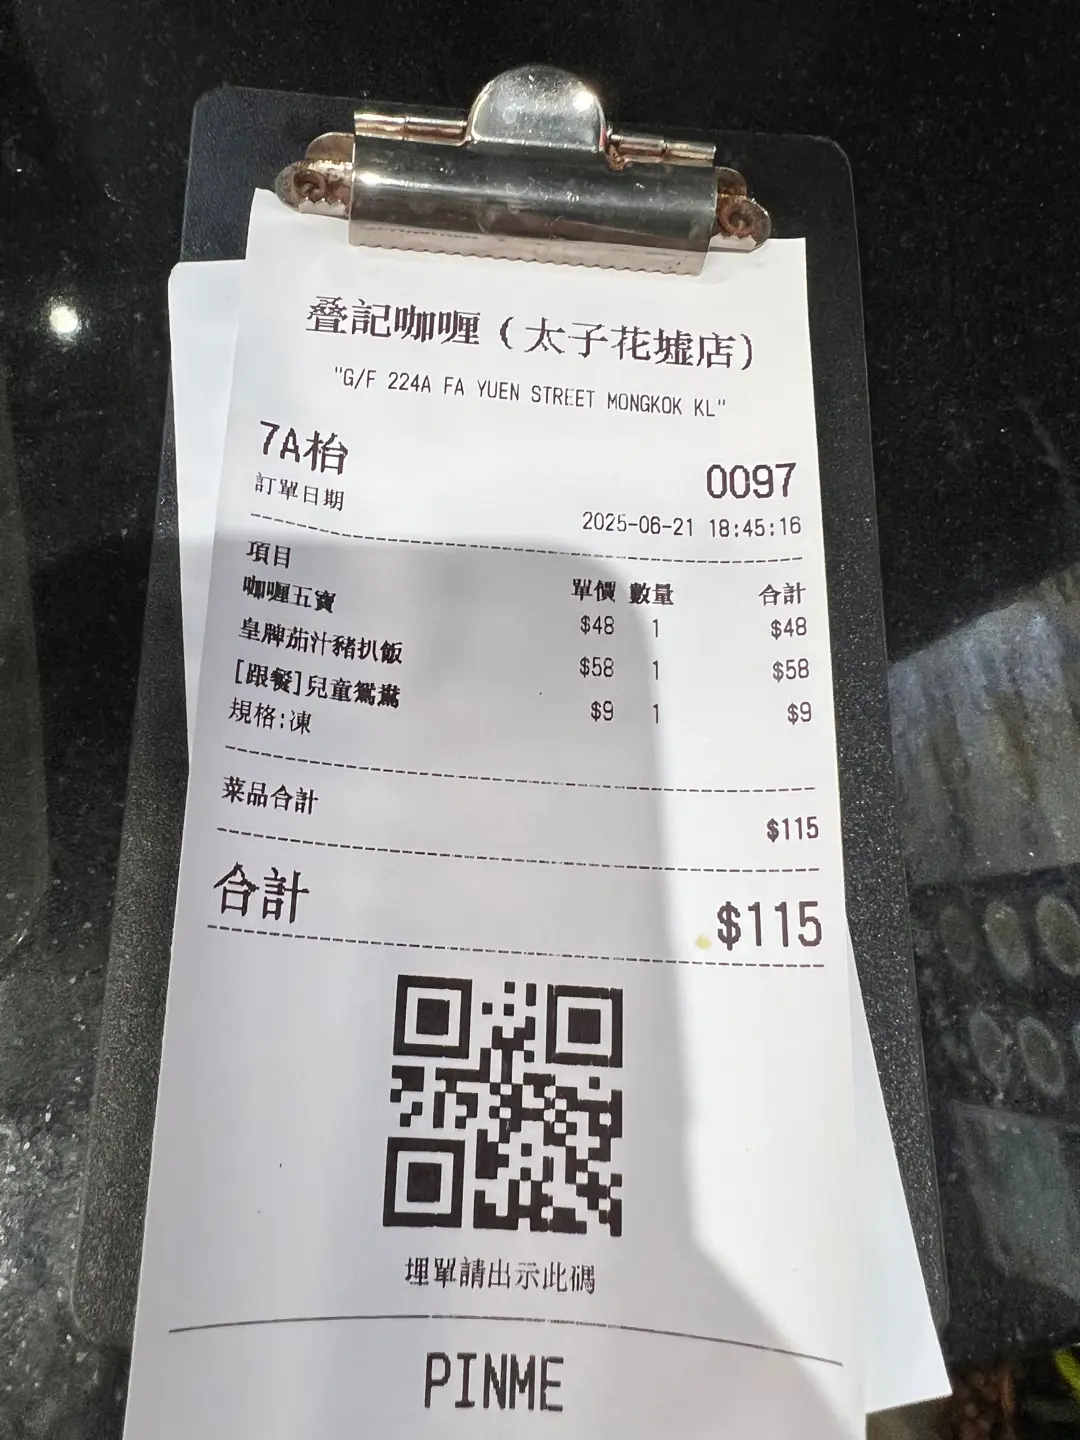 叠記咖喱（太子花墟店）
"G/F 224A FA YUEN STREET MONGKOK KL"
7A枱 0097
訂單日期 2025-06-21 18:45:16
項目 單價 數量 合計
咖喱五寶 $48 1 $48
皇牌茄汁豬扒飯 $58 1 $58
[跟餐]兒童鴛鴦 $9 1 $9
規格:凍
菜品合計 $115
合計 $115
埋單請出示此碼
PINME